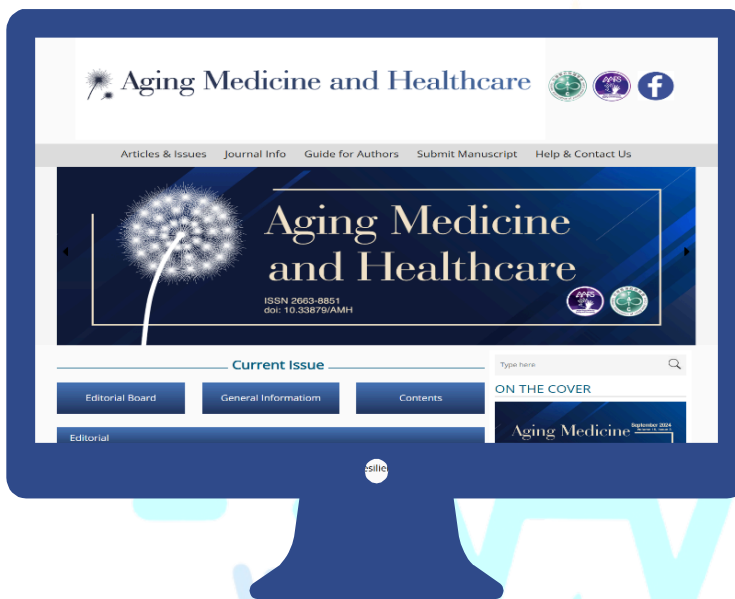 Aging Medicine and Healthcare
Articles & Issues Journal Info Guide for Authors Submit Manuscript Help & Contact Us
Aging Medicine
and Healthcare
ISSN 2663-8851
doi: 10.33879/AMH
AAFS
Current Issue
Type here
ON THE COVER
Editorial Board General Informatiom Contents
September 2024
Aging Medicine
Editorial
esilie